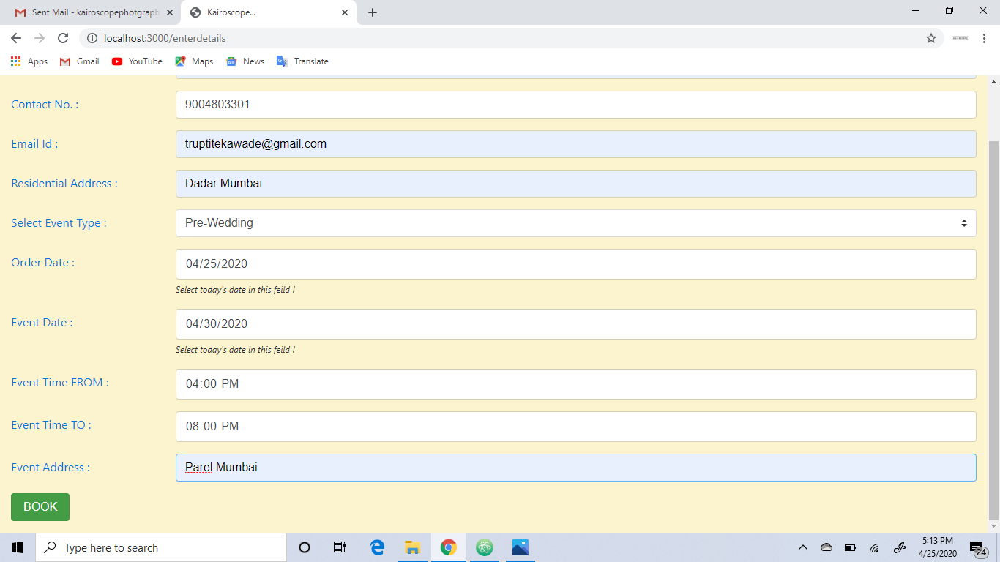 Sent Mail - kairoscopephotgraph
Kairoscope...
localhost:3000/enterdetails
Apps Gmail YouTube Maps News Translate
Contact No. : 9004803301
Email Id : truptitekawade@gmail.com
Residential Address : Dadar Mumbai
Select Event Type : Pre-Wedding
Order Date : 04/25/2020
Select today's date in this feild !
Event Date : 04/30/2020
Select today's date in this feild !
Event Time FROM : 04:00 PM
Event Time TO : 08:00 PM
Event Address : Parel Mumbai
BOOK
Type here to search
5:13 PM
4/25/2020
24